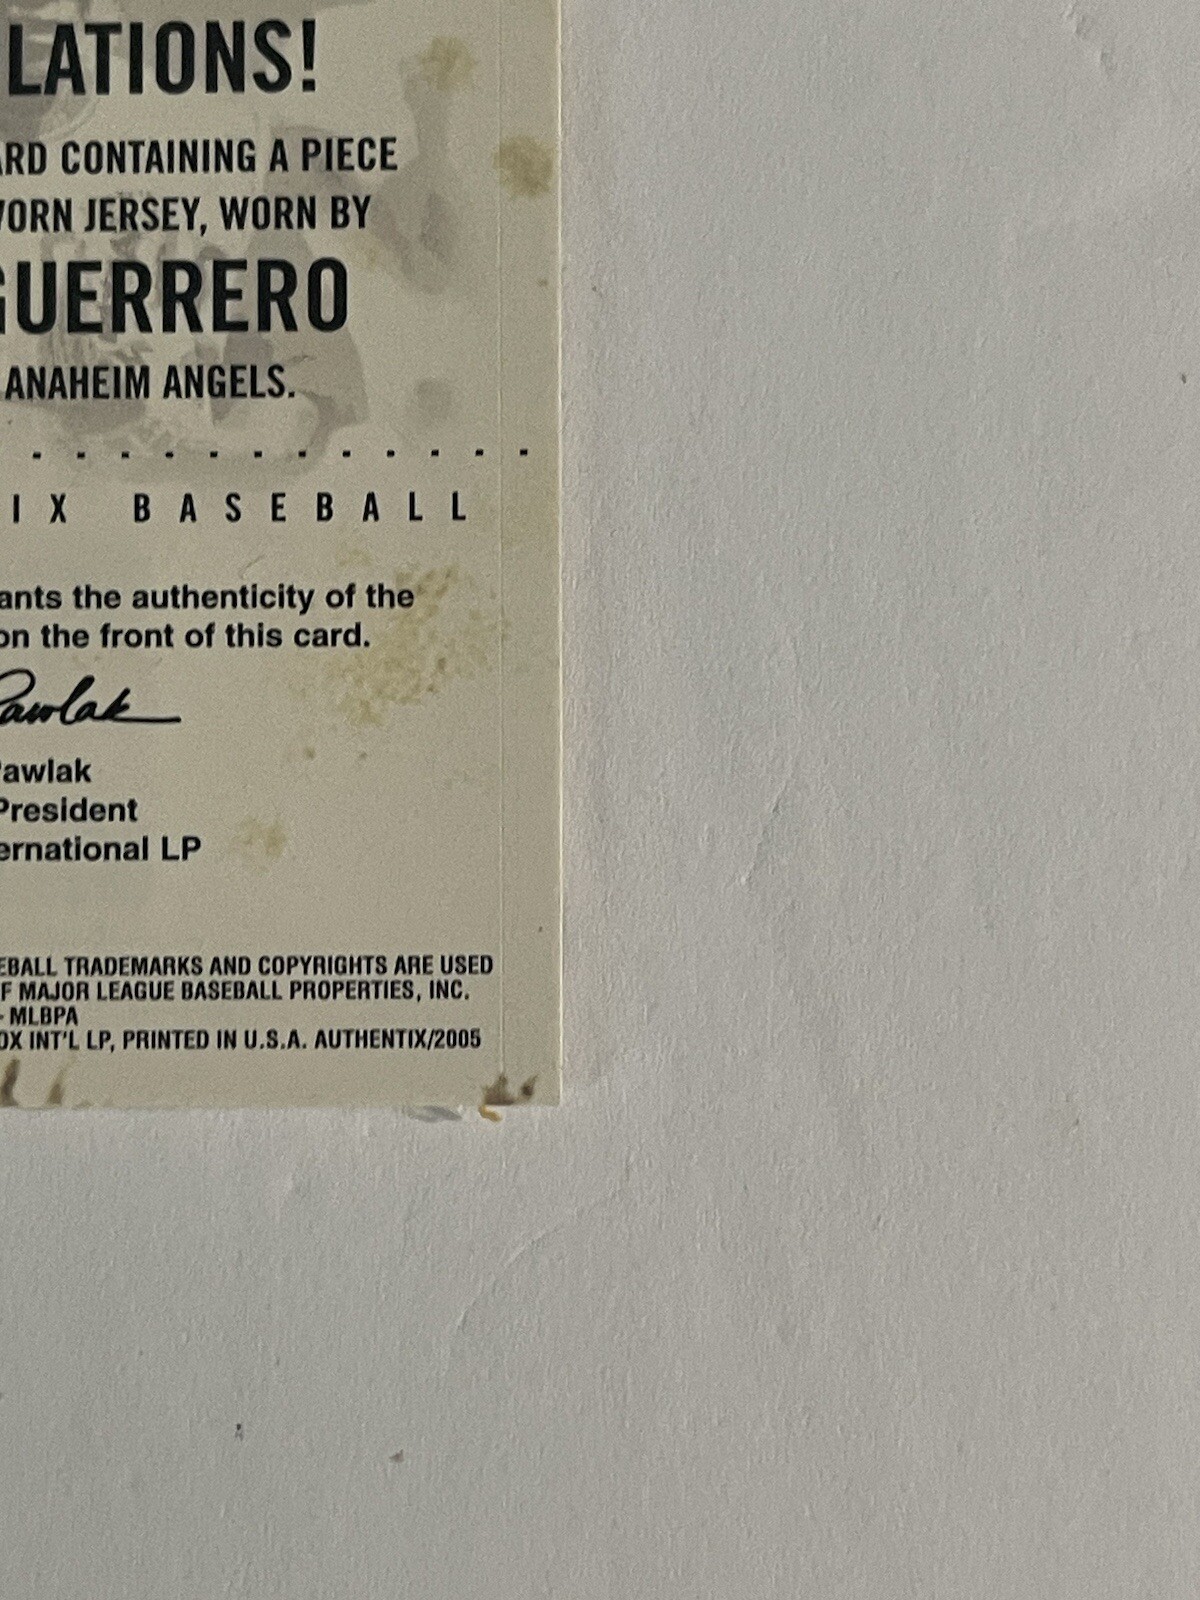 LATIONS!
ARD CONTAINING A PIECE
WORN JERSEY, WORN BY
GUERRERO
ANAHEIM ANGELS.
IX BASEBALL
ants the authenticity of the
on the front of this card.
Pawlak
Pawlak
President
ernational LP
EBALL TRADEMARKS AND COPYRIGHTS ARE USED
F MAJOR LEAGUE BASEBALL PROPERTIES, INC.
- MLBPA
OX INT'L LP, PRINTED IN U.S.A. AUTHENTIX/2005